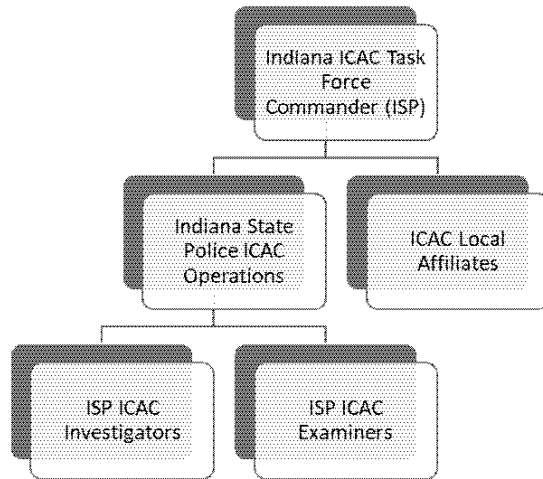 Indiana ICAC Task
Force
Commander (ISP)
Indiana State
Police ICAC
Operations
ICAC Local
Affiliates
ISP ICAC
Investigators
ISP ICAC
Examiners